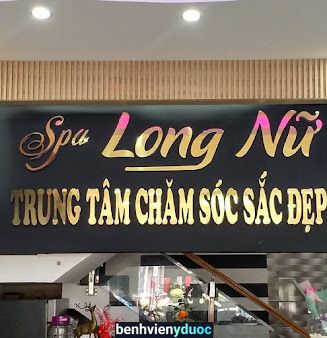 Spa Long Nữ
TRUNG TÂM CHĂM SÓC SẮC ĐẸP
benhvienyduoc